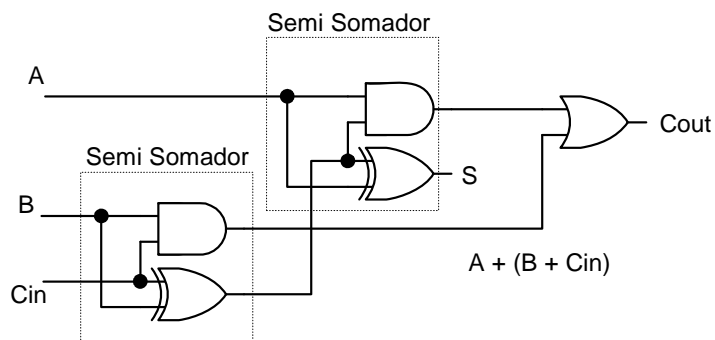 Semi Somador
A
Cout
Semi Somador
S
B
A + (B + Cin)
Cin